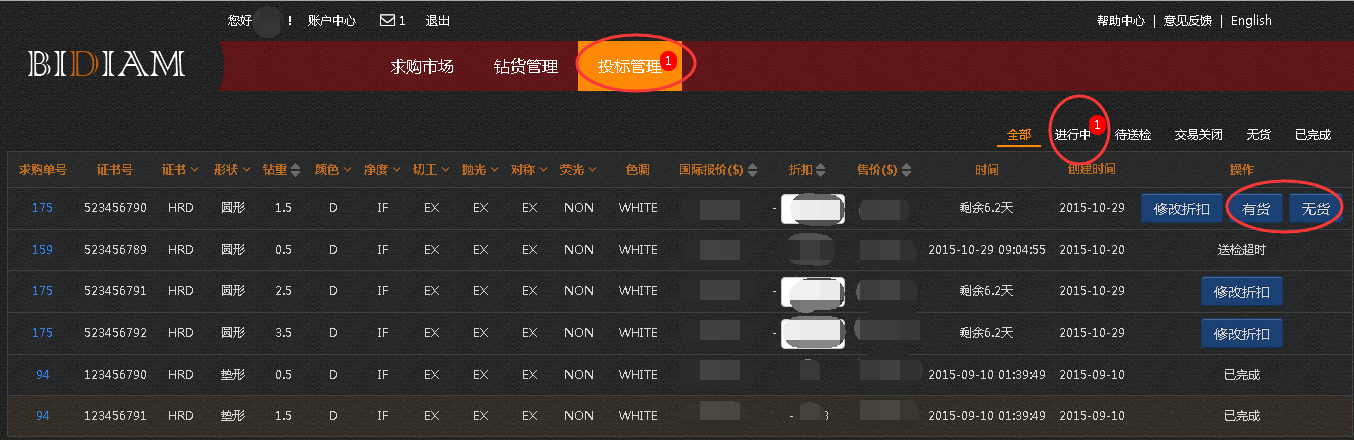 您好 ! 账户中心 1 退出 帮助中心 | 意见反馈 | English
BIDIAM 求购市场 钻货管理 投标管理 1
全部 进行中 1 待送检 交易关闭 无货 已完成
求购单号 证书号 证书 形状 钻重 颜色 净度 切工 抛光 对称 荧光 色调 国际报价($) 折扣 售价($) 时间 创建时间 操作
175 523456790 HRD 圆形 1.5 D IF EX EX EX NON WHITE - 剩余6.2天 2015-10-29 修改折扣 有货 无货
159 523456789 HRD 圆形 0.5 D IF EX EX EX NON WHITE 2015-10-29 09:04:55 2015-10-20 送检超时
175 523456791 HRD 圆形 2.5 D IF EX EX EX NON WHITE - 剩余6.2天 2015-10-29 修改折扣
175 523456792 HRD 圆形 3.5 D IF EX EX EX NON WHITE - 剩余6.2天 2015-10-29 修改折扣
94 123456790 HRD 垫形 0.5 D IF EX EX EX NON WHITE 2015-09-10 01:39:49 2015-09-10 已完成
94 123456791 HRD 垫形 1.5 D IF EX EX EX NON WHITE - 2015-09-10 01:39:49 2015-09-10 已完成